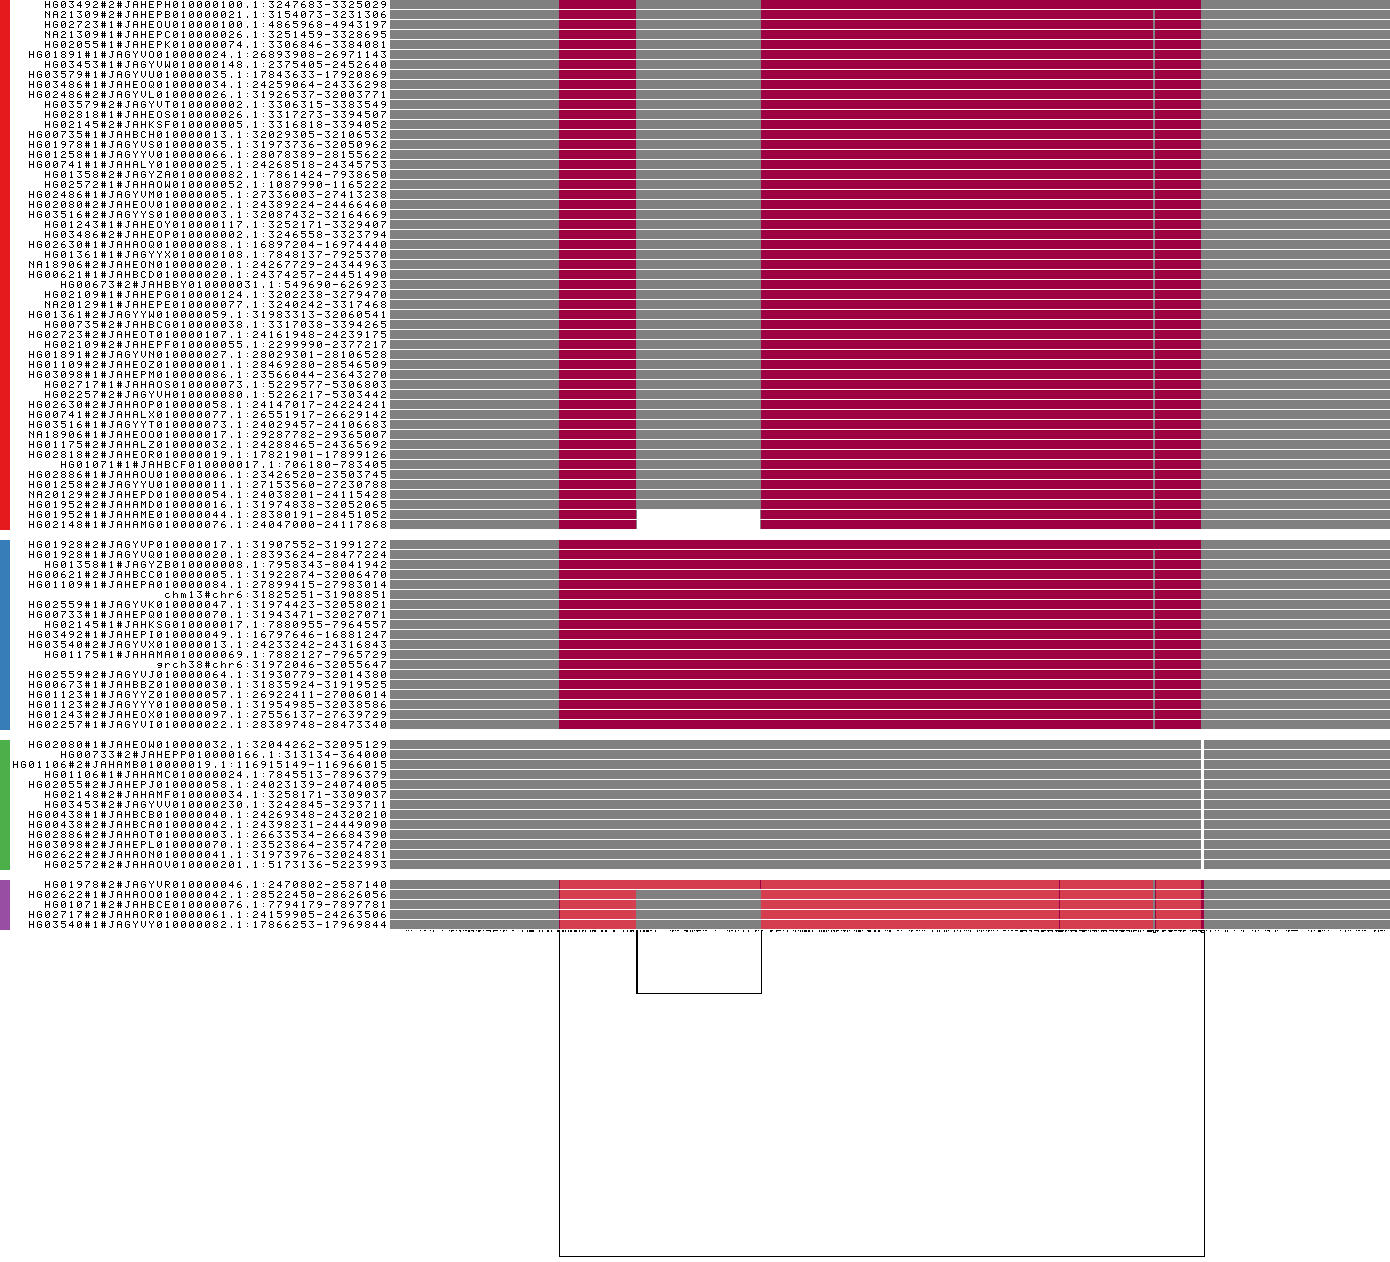 HG03492#2#JAHEPH010000100.1:3247683-3325029
NA21309#2#JAHEPB010000021.1:3154073-3231306
HG02723#1#JAHEOU010000100.1:4865968-4943197
NA21309#1#JAHEPC010000026.1:3251459-3328695
HG02055#1#JAHEPK010000074.1:3306846-3384081
HG01891#1#JAGYVO010000024.1:26893908-26971143
HG03453#1#JAGYVW010000148.1:2375405-2452640
HG03579#1#JAGYVU010000035.1:17843633-17920869
HG03486#1#JAHEOQ010000034.1:24259064-24336298
HG02486#2#JAGYVL010000026.1:31926537-32003771
HG03579#2#JAGYVT010000002.1:3306315-3383549
HG02818#1#JAHEOS010000026.1:3317273-3394507
HG02145#2#JAHKSF010000005.1:3316818-3394052
HG00735#1#JAHBCH010000013.1:32029305-32106532
HG01978#1#JAGYVS010000035.1:31973736-32050962
HG01258#1#JAGYYV010000066.1:28078389-28155622
HG00741#1#JAHALY010000025.1:24268518-24345753
HG01358#2#JAGYZA010000082.1:7861424-7938650
HG02572#1#JAHAOW010000052.1:1087990-1165222
HG02486#1#JAGYVM010000005.1:27336003-27413238
HG02080#2#JAHEOV010000002.1:24389224-24466460
HG03516#2#JAGYYS010000003.1:32087432-32164669
HG01243#1#JAHEOY010000117.1:3252171-3329407
HG03486#2#JAHEOP010000002.1:3246558-3323794
HG02630#1#JAHAOQ010000088.1:16897204-16974440
HG01361#1#JAGYYX010000108.1:7848137-7925370
NA18906#2#JAHEON010000020.1:24267729-24344963
HG00621#1#JAHBCD010000020.1:24374257-24451490
HG00673#2#JAHBBY010000031.1:549690-626923
HG02109#1#JAHEPG010000124.1:3202238-3279470
NA20129#1#JAHEPE010000077.1:3240242-3317468
HG01361#2#JAGYYW010000059.1:31983313-32060541
HG00735#2#JAHBCG010000038.1:3317038-3394265
HG02723#2#JAHEOT010000107.1:24161948-24239175
HG02109#2#JAHEPF010000055.1:2299990-2377217
HG01891#2#JAGYVN010000027.1:28029301-28106528
HG01109#2#JAHEOZ010000001.1:28469280-28546509
HG03098#1#JAHEPM010000086.1:23566044-23643270
HG02717#1#JAHAOS010000073.1:5229577-5306803
HG02257#2#JAGYVH010000080.1:5226217-5303442
HG02630#2#JAHAOP010000058.1:24147017-24224241
HG00741#2#JAHALX010000077.1:26551917-26629142
HG03516#1#JAGYYT010000073.1:24029457-24106683
NA18906#1#JAHEOO010000017.1:29287782-29365007
HG01175#2#JAHALZ010000032.1:24288465-24365692
HG02818#2#JAHEOR010000019.1:17821901-17899126
HG01071#1#JAHBCF010000017.1:706180-783405
HG02886#1#JAHAOU010000006.1:23426520-23503745
HG01258#2#JAGYYU010000011.1:27153560-27230788
NA20129#2#JAHEPD010000054.1:24038201-24115428
HG01952#2#JAHAMD010000016.1:31974838-32052065
HG01952#1#JAHAME010000044.1:28380191-28451052
HG02148#1#JAHAMG010000076.1:24047000-24117868
HG01928#2#JAGYVP010000017.1:31907552-31991272
HG01928#1#JAGYVQ010000020.1:28393624-28477224
HG01358#1#JAGYZB010000008.1:7958343-8041942
HG00621#2#JAHBCC010000005.1:31922874-32006470
HG01109#1#JAHEPA010000084.1:27899415-27983014
chm13#chr6:31825251-31908851
HG02559#1#JAGYVK010000047.1:31974423-32058021
HG00733#1#JAHEPQ010000070.1:31943471-32027071
HG02145#1#JAHKSG010000017.1:7880955-7964557
HG03492#1#JAHEPI010000049.1:16797646-16881247
HG03540#2#JAGYVX010000013.1:24233242-24316843
HG01175#1#JAHAMA010000069.1:7882127-7965729
grch38#chr6:31972046-32055647
HG02559#2#JAGYVJ010000064.1:31930779-32014380
HG00673#1#JAHBBZ010000030.1:31835924-31919525
HG01123#1#JAGYYZ010000057.1:26922411-27006014
HG01123#2#JAGYYY010000050.1:31954985-32038586
HG01243#2#JAHEOX010000097.1:27556137-27639729
HG02257#1#JAGYVI010000022.1:28389748-28473340
HG02080#1#JAHEOW010000032.1:32044262-32095129
HG00733#2#JAHEPP010000166.1:313134-364000
HG01106#2#JAHAMB010000019.1:116915149-116966015
HG01106#1#JAHAMC010000024.1:7845513-7896379
HG02055#2#JAHEPJ010000058.1:24023139-24074005
HG02148#2#JAHAMF010000034.1:3258171-3309037
HG03453#2#JAGYVV010000230.1:3242845-3293711
HG00438#1#JAHBCB010000040.1:24269348-24320210
HG00438#2#JAHBCA010000042.1:24398231-24449090
HG02886#2#JAHAOT010000003.1:26633534-26684390
HG03098#2#JAHEPL010000070.1:23523864-23574720
HG02622#2#JAHAON010000041.1:31973976-32024831
HG02572#2#JAHAOV010000201.1:5173136-5223993
HG01978#2#JAGYVR010000046.1:2470802-2587140
HG02622#1#JAHAOO010000042.1:28522450-28626056
HG01071#2#JAHBCE010000076.1:7794179-7897781
HG02717#2#JAHAOR010000061.1:24159905-24263506
HG03540#1#JAGYVY010000082.1:17866253-17969844